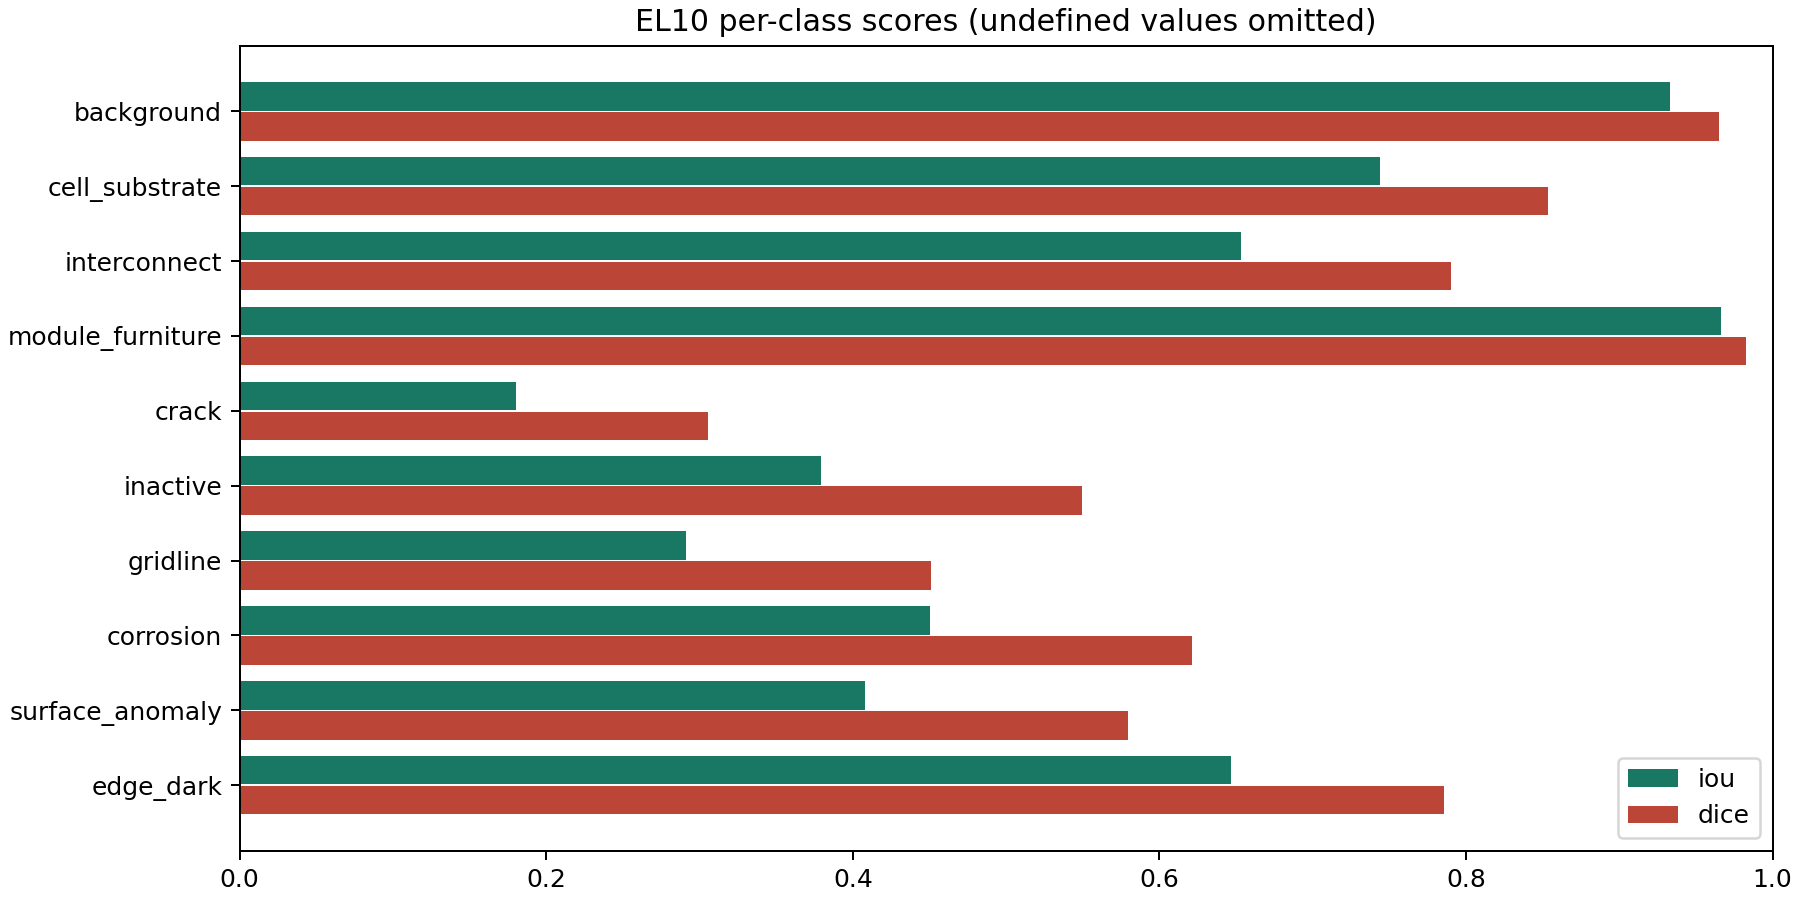 EL10 per-class scores (undefined values omitted)
background
cell_substrate
interconnect
module_furniture
crack
inactive
gridline
corrosion
surface_anomaly
edge_dark
iou
dice
0.0 0.2 0.4 0.6 0.8 1.0